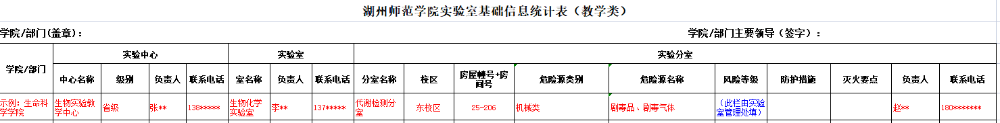 湖州师范学院实验室基础信息统计表（教学类）
学院/部门(盖章)： 学院/部门主要领导（签字）：
学院/部门 实验中心 实验室 实验分室
中心名称 级别 负责人 联系电话 室名称 负责人 联系电话 分室名称 校区 房屋幢号+房间号 危险源类别 危险源名称 风险等级 防护措施 灭火要点 负责人 联系电话
示例：生命科学学院 生物实验教学中心 省级 张** 138***** 生物化学实验室 李** 137***** 代谢检测分室 东校区 25-206 机械类 剧毒品、剧毒气体 （此栏由实验室管理处填） 赵** 180*******